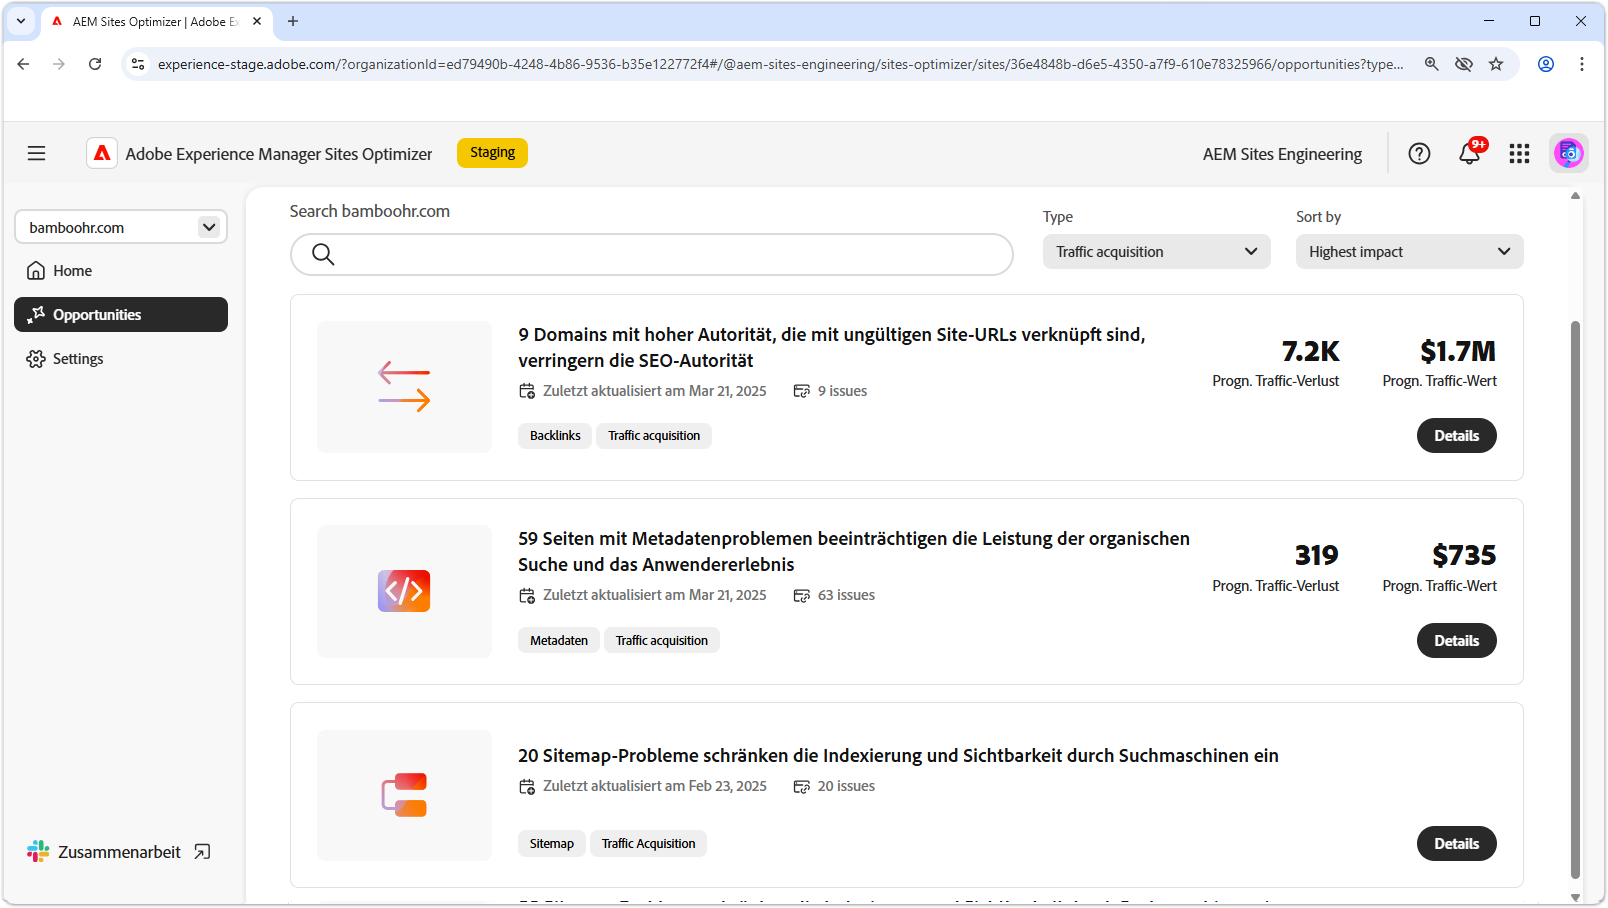 AEM Sites Optimizer | Adobe Ex
experience-stage.adobe.com/?organizationId=ed79490b-4248-4b86-9536-b35e122772f4#/@aem-sites-engineering/sites-optimizer/sites/36e4848b-d6e5-4350-a7f9-610e78325966/opportunities?type...
Adobe Experience Manager Sites Optimizer
Staging
AEM Sites Engineering
9+
bamboohr.com
Home
Opportunities
Settings
Zusammenarbeit
Search bamboohr.com
Type
Traffic acquisition
Sort by
Highest impact
9 Domains mit hoher Autorität, die mit ungültigen Site-URLs verknüpft sind,
verringern die SEO-Autorität
Zuletzt aktualisiert am Mar 21, 2025
9 issues
Backlinks
Traffic acquisition
7.2K
Progn. Traffic-Verlust
$1.7M
Progn. Traffic-Wert
Details
59 Seiten mit Metadatenproblemen beeinträchtigen die Leistung der organischen
Suche und das Anwendererlebnis
Zuletzt aktualisiert am Mar 21, 2025
63 issues
Metadaten
Traffic acquisition
319
Progn. Traffic-Verlust
$735
Progn. Traffic-Wert
Details
20 Sitemap-Probleme schränken die Indexierung und Sichtbarkeit durch Suchmaschinen ein
Zuletzt aktualisiert am Feb 23, 2025
20 issues
Sitemap
Traffic Acquisition
Details